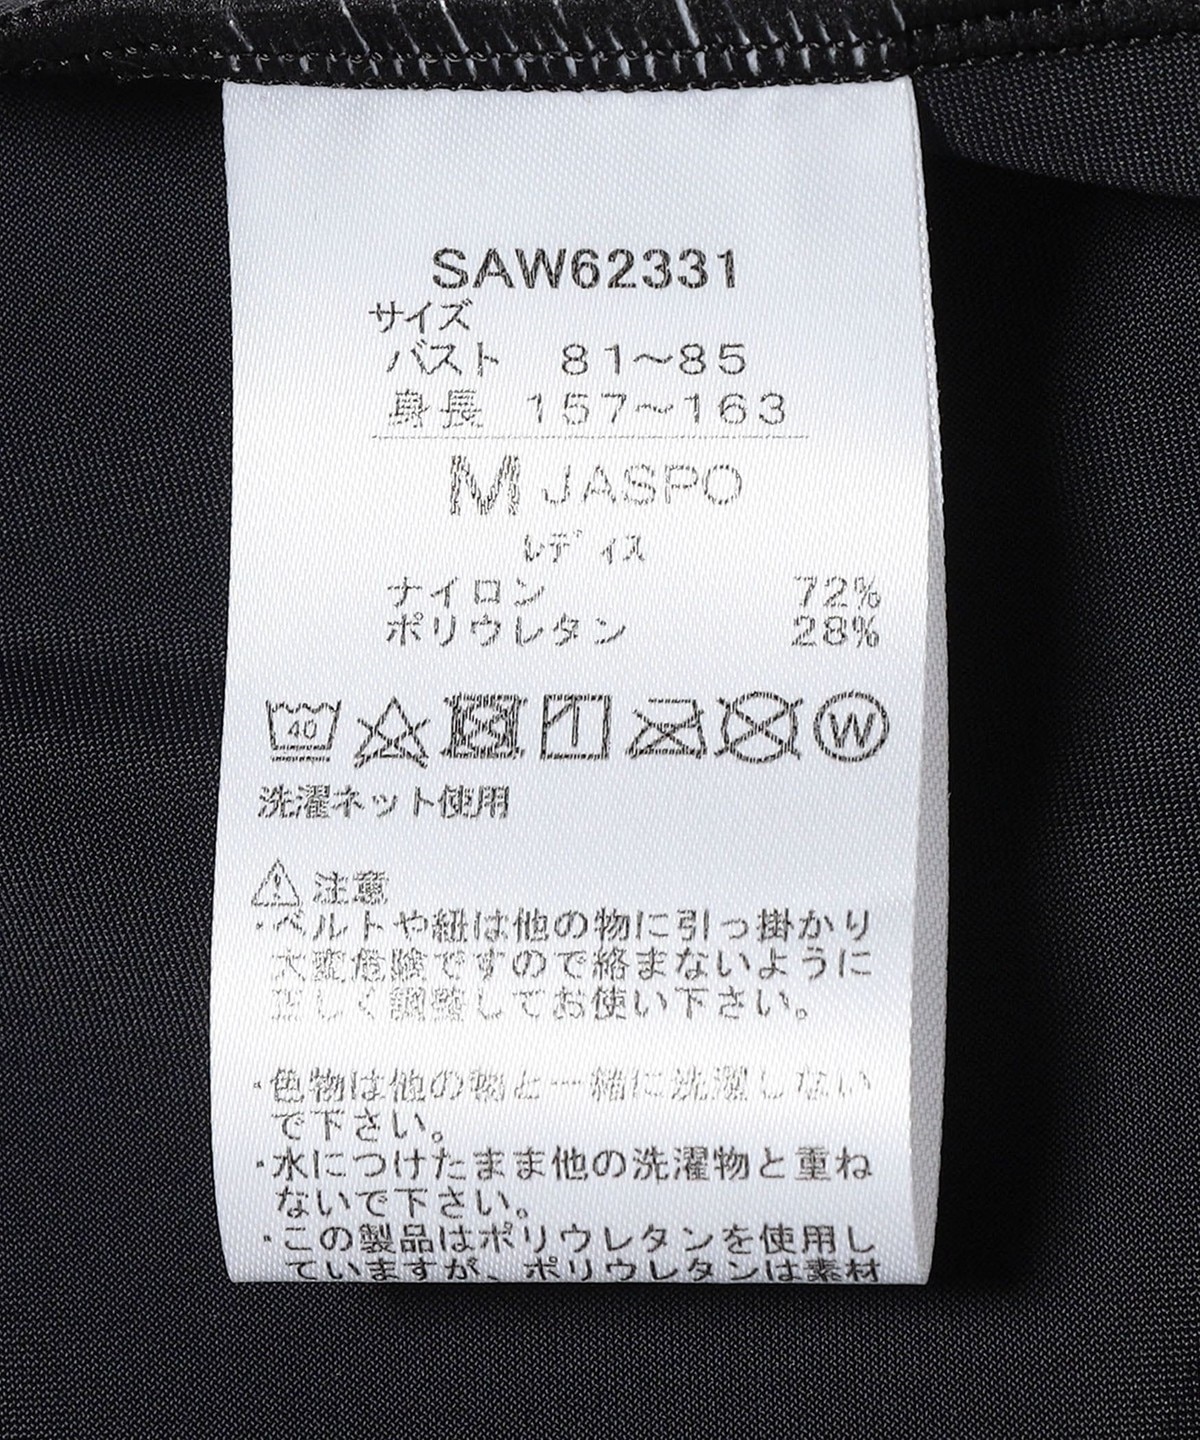 SAW62331
サイズ
バスト 81～85
身長 157～163
M JASPO
レディス
ナイロン 72%
ポリウレタン 28%
40 W
洗濯ネット使用
注意
・ベルトや紐は他の物に引っ掛かり
大変危険ですので絡まないように
正しく調整してお使い下さい。
・色物は他の物と一緒に洗濯しない
で下さい。
・水につけたまま他の洗濯物と重ね
ないで下さい。
・この製品はポリウレタンを使用し
ていますが、ポリウレタンは素材